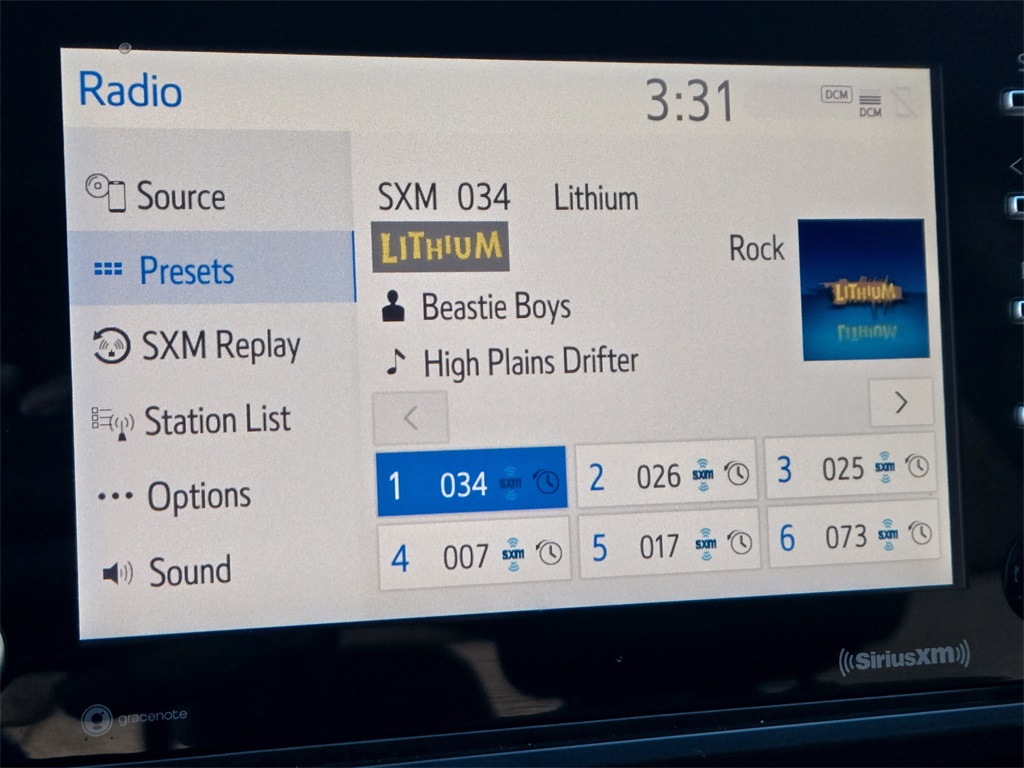 Radio
3:31
DCM
DCM
Source
Presets
SXM Replay
Station List
Options
Sound
SXM 034 Lithium
LITHIUM
Rock
LITHIUM
LITHIUM
Beastie Boys
High Plains Drifter
<
>
1 034 sxm
2 026 sxm
3 025 sxm
4 007 sxm
5 017 sxm
6 073 sxm
((SiriusXM))
gracenote